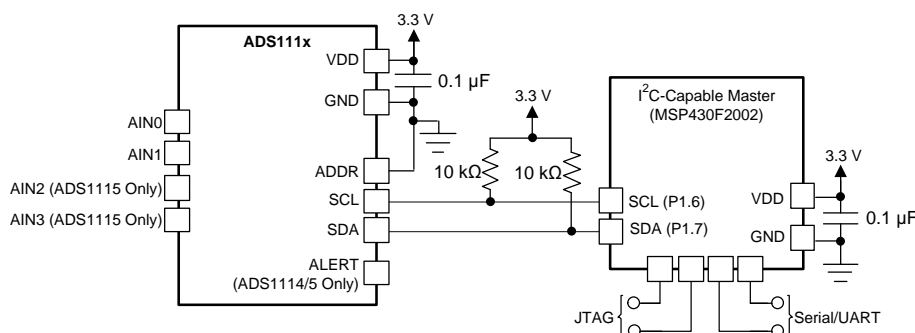 ADS111x
3.3 V
VDD
0.1 µF
GND
AIN0
AIN1
AIN2 (ADS1115 Only)
AIN3 (ADS1115 Only)
ADDR
SCL
SDA
ALERT
(ADS1114/5 Only)
3.3 V
10 kΩ
10 kΩ
I²C-Capable Master
(MSP430F2002)
SCL (P1.6)
SDA (P1.7)
3.3 V
VDD
0.1 µF
GND
JTAG
Serial/UART